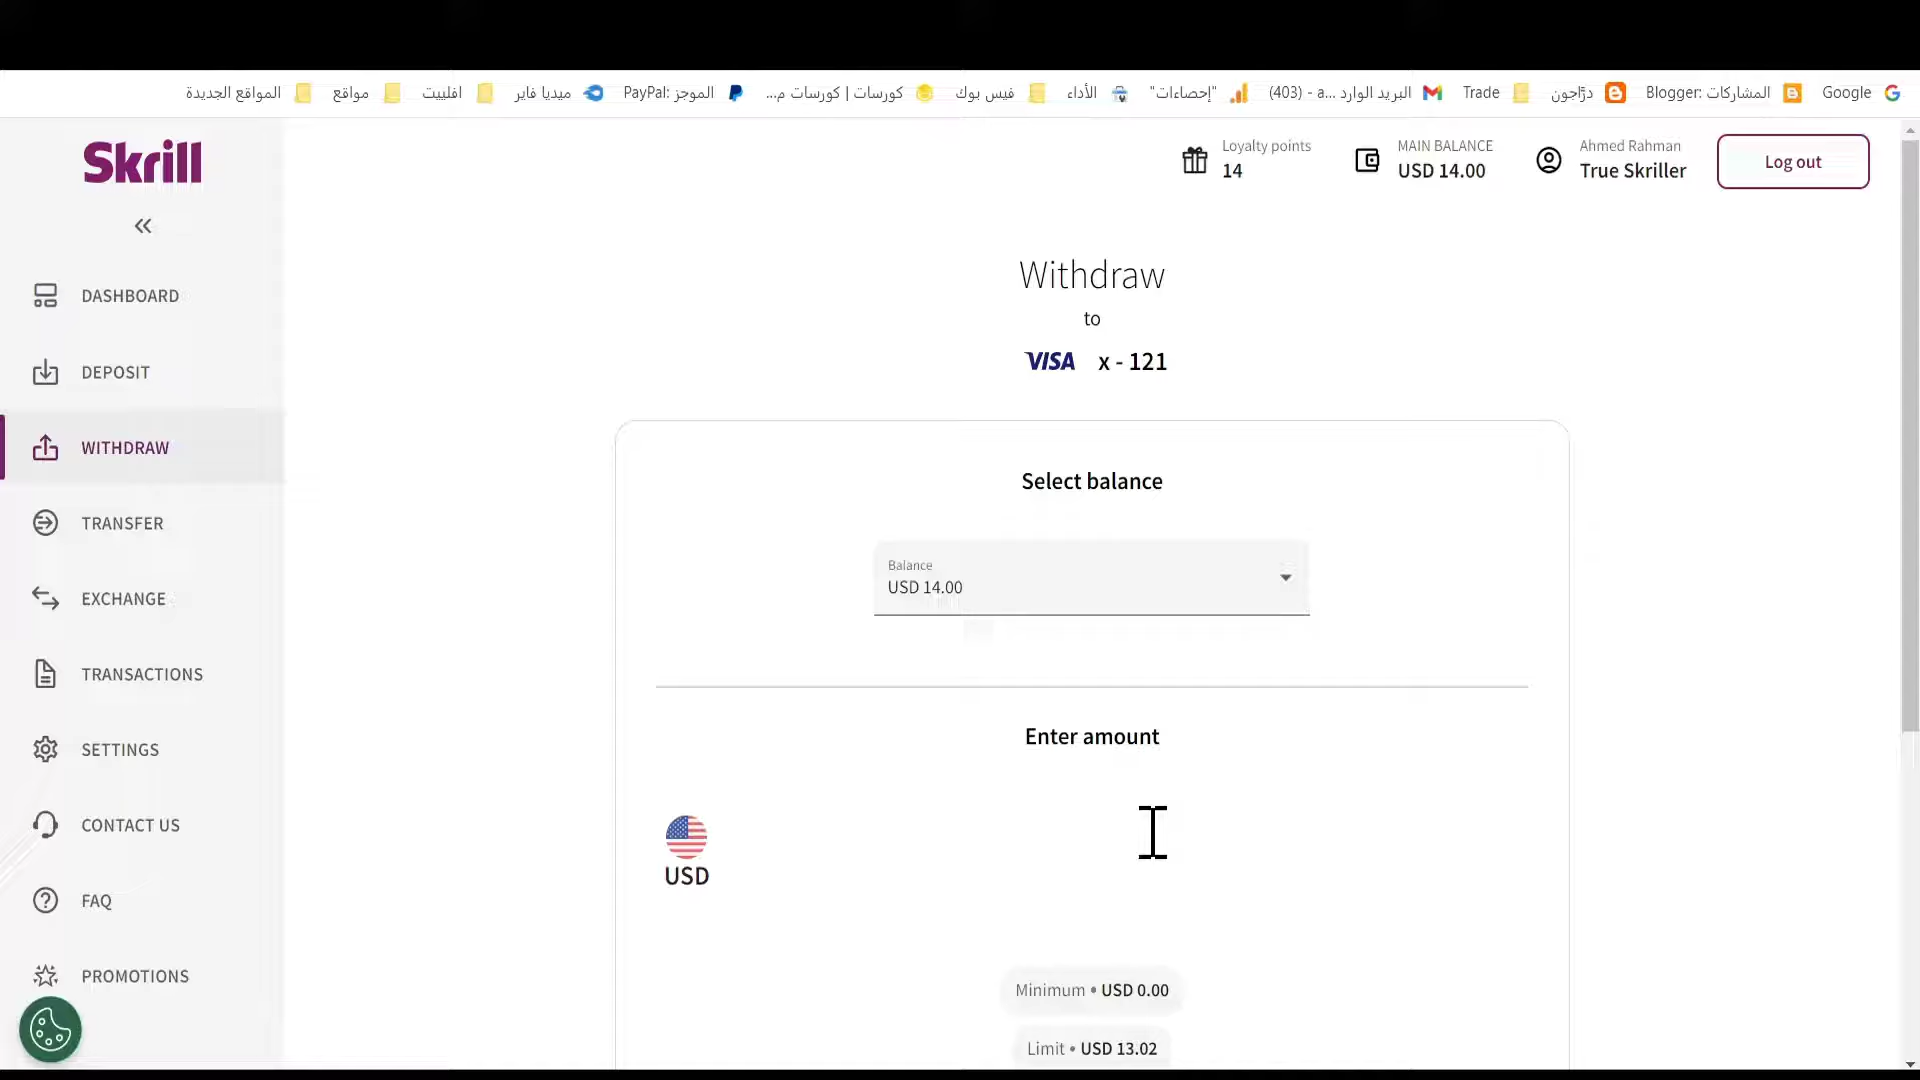 Google
Blogger: المشاركات
درّاجون
Trade
البريد الوارد ...a - (403)
"إحصاءات"
الأداء
فيس بوك
كورسات | كورسات م...
PayPal: الموجز
ميديا فاير
افلييت
مواقع
المواقع الجديدة
Skrill
Loyalty points
14
MAIN BALANCE
USD 14.00
Ahmed Rahman
True Skriller
Log out
DASHBOARD
DEPOSIT
WITHDRAW
TRANSFER
EXCHANGE
TRANSACTIONS
SETTINGS
CONTACT US
FAQ
PROMOTIONS
Withdraw
to
VISA x - 121
Select balance
Balance
USD 14.00
Enter amount
USD
Minimum • USD 0.00
Limit • USD 13.02